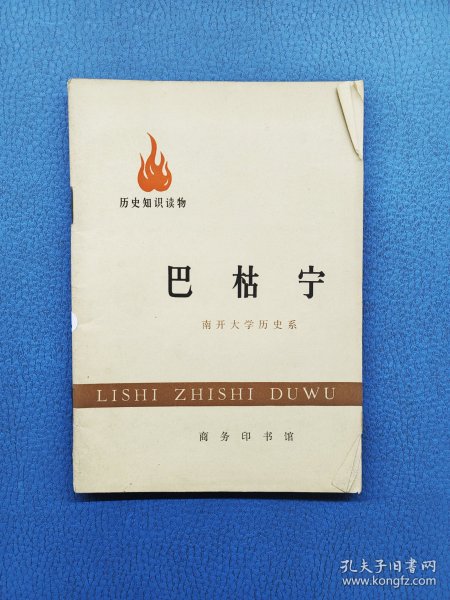 历史知识读物
巴枯宁
南开大学历史系
LISHI ZHISHI DUWU
商务印书馆
孔夫子旧书网
www.kongfz.com